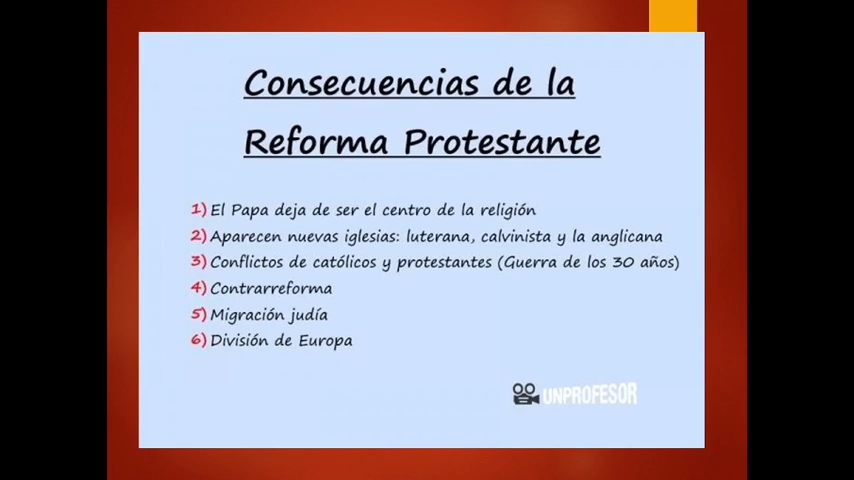 Consecuencias de la
Reforma Protestante
1) El Papa deja de ser el centro de la religión
2) Aparecen nuevas iglesias: luterana, calvinista y la anglicana
3) Conflictos de católicos y protestantes (Guerra de los 30 años)
4) Contrarreforma
5) Migración judía
6) División de Europa
UNPROFESOR